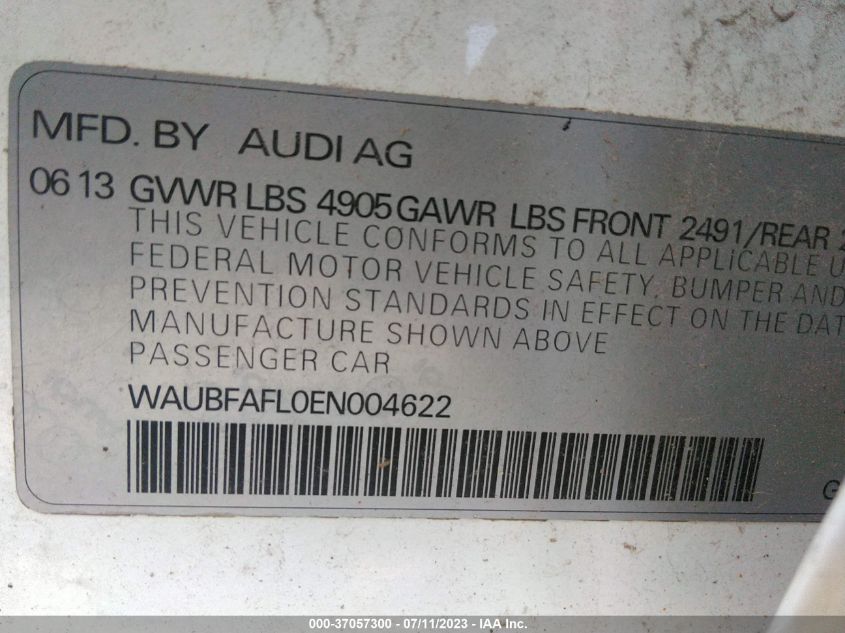 MFD. BY AUDI AG
06 13 GVWR LBS 4905 GAWR LBS FRONT 2491/REAR 2
THIS VEHICLE CONFORMS TO ALL APPLICABLE U
FEDERAL MOTOR VEHICLE SAFETY, BUMPER AND
PREVENTION STANDARDS IN EFFECT ON THE DAT
MANUFACTURE SHOWN ABOVE
PASSENGER CAR
WAUBFAFL0EN004622
G
000-37057300 - 07/11/2023 - IAA Inc.